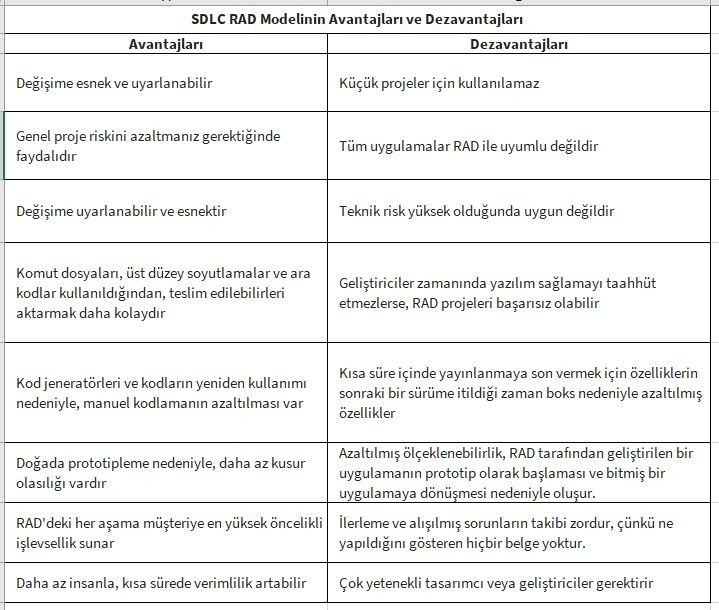 SDLC RAD Modelinin Avantajları ve Dezavantajları
Avantajları
Dezavantajları
Değişime esnek ve uyarlanabilir
Küçük projeler için kullanılamaz
Genel proje riskini azaltmanız gerektiğinde
faydalıdır
Tüm uygulamalar RAD ile uyumlu değildir
Değişime uyarlanabilir ve esnektir
Teknik risk yüksek olduğunda uygun değildir
Komut dosyaları, üst düzey soyutlamalar ve ara
kodlar kullanıldığından, teslim edilebilirleri
aktarmak daha kolaydır
Geliştiriciler zamanında yazılım sağlamayı taahhüt
etmezlerse, RAD projeleri başarısız olabilir
Kod jeneratörleri ve kodların yeniden kullanımı
nedeniyle, manuel kodlamanın azaltılması var
Kısa süre içinde yayınlanmaya son vermek için özelliklerin
sonraki bir sürüme itildiği zaman boks nedeniyle azaltılmış
özellikler
Doğada prototipleme nedeniyle, daha az kusur
olasılığı vardır
Azaltılmış ölçeklenebilirlik, RAD tarafından geliştirilen bir
uygulamanın prototip olarak başlaması ve bitmiş bir
uygulamaya dönüşmesi nedeniyle oluşur.
RAD'deki her aşama müşteriye en yüksek öncelikli
işlevsellik sunar
İlerleme ve alışılmış sorunların takibi zordur, çünkü ne
yapıldığını gösteren hiçbir belge yoktur.
Daha az insanla, kısa sürede verimlilik artabilir
Çok yetenekli tasarımcı veya geliştiriciler gerektirir